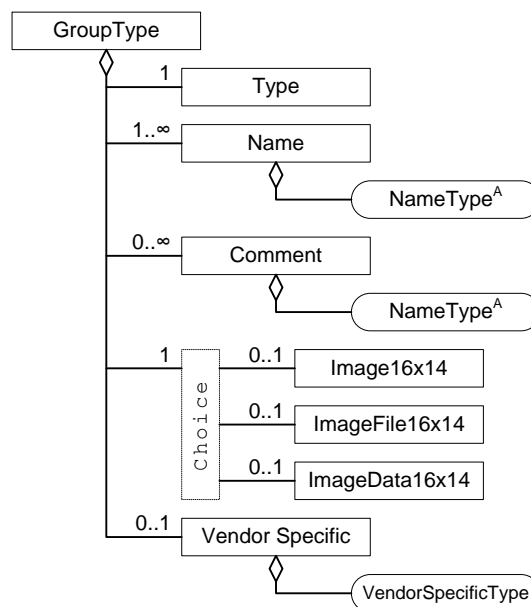 GroupType
1
Type
1..∞
Name
NameType^A
0..∞
Comment
NameType^A
1
Choice
0..1
Image16x14
0..1
ImageFile16x14
0..1
ImageData16x14
0..1
Vendor Specific
VendorSpecificType